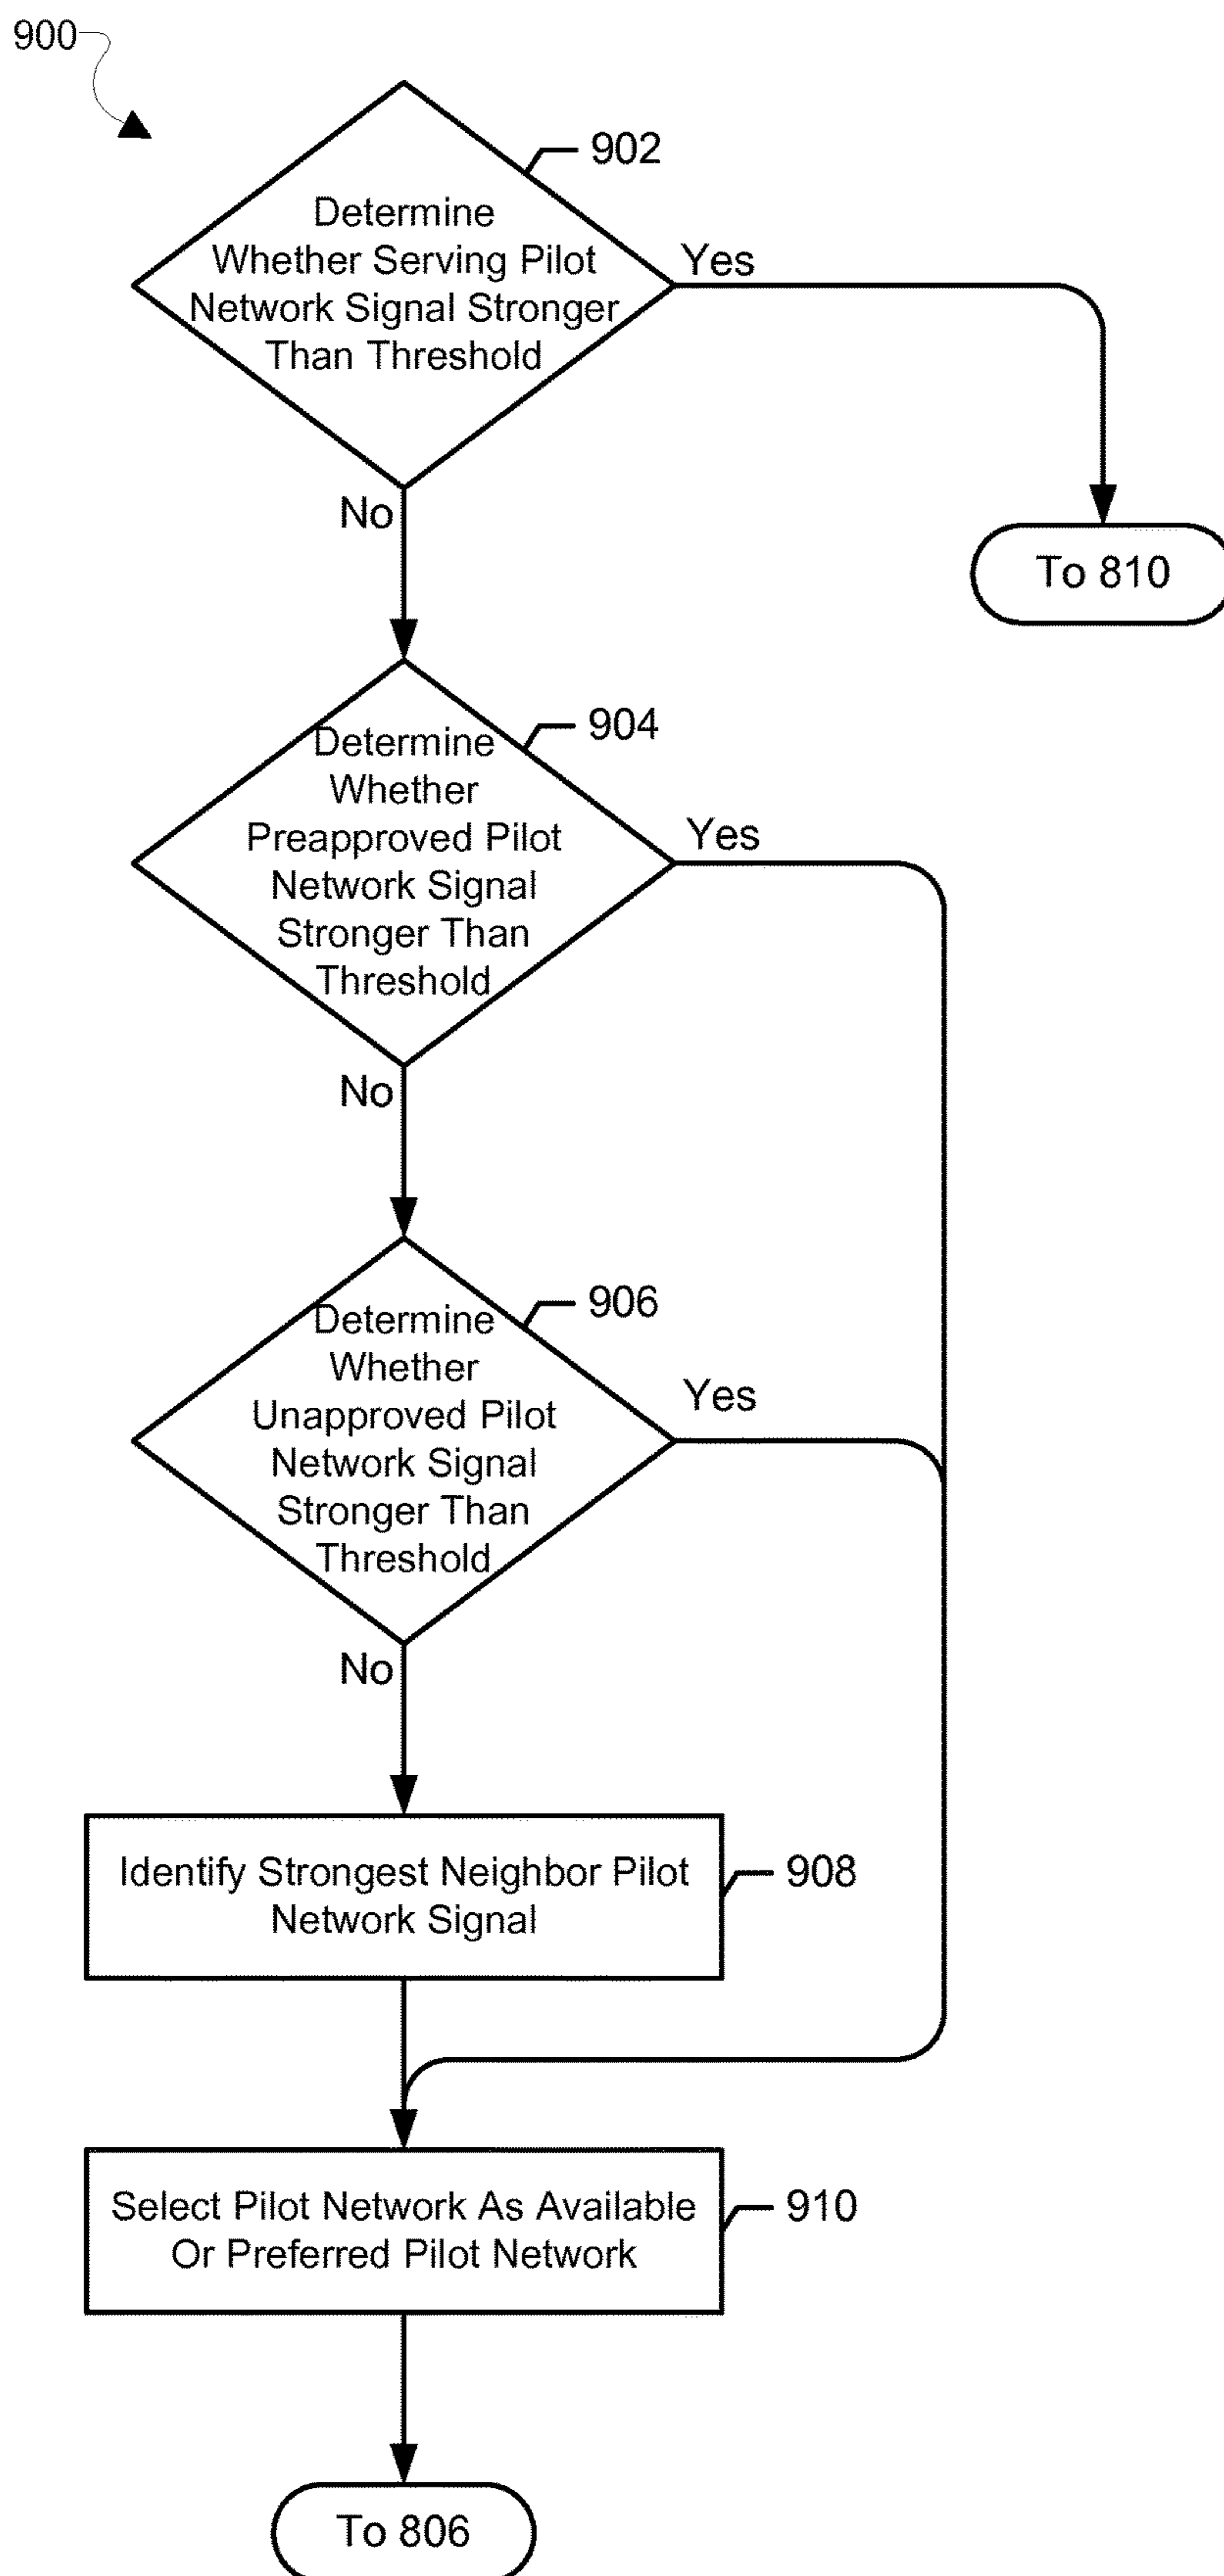 900
902
Determine
Whether Serving Pilot
Network Signal Stronger
Than Threshold
Yes
No
To 810
904
Determine
Whether
Preapproved Pilot
Network Signal
Stronger Than
Threshold
Yes
No
906
Determine
Whether
Unapproved Pilot
Network Signal
Stronger Than
Threshold
Yes
No
Identify Strongest Neighbor Pilot
Network Signal
908
Select Pilot Network As Available
Or Preferred Pilot Network
910
To 806